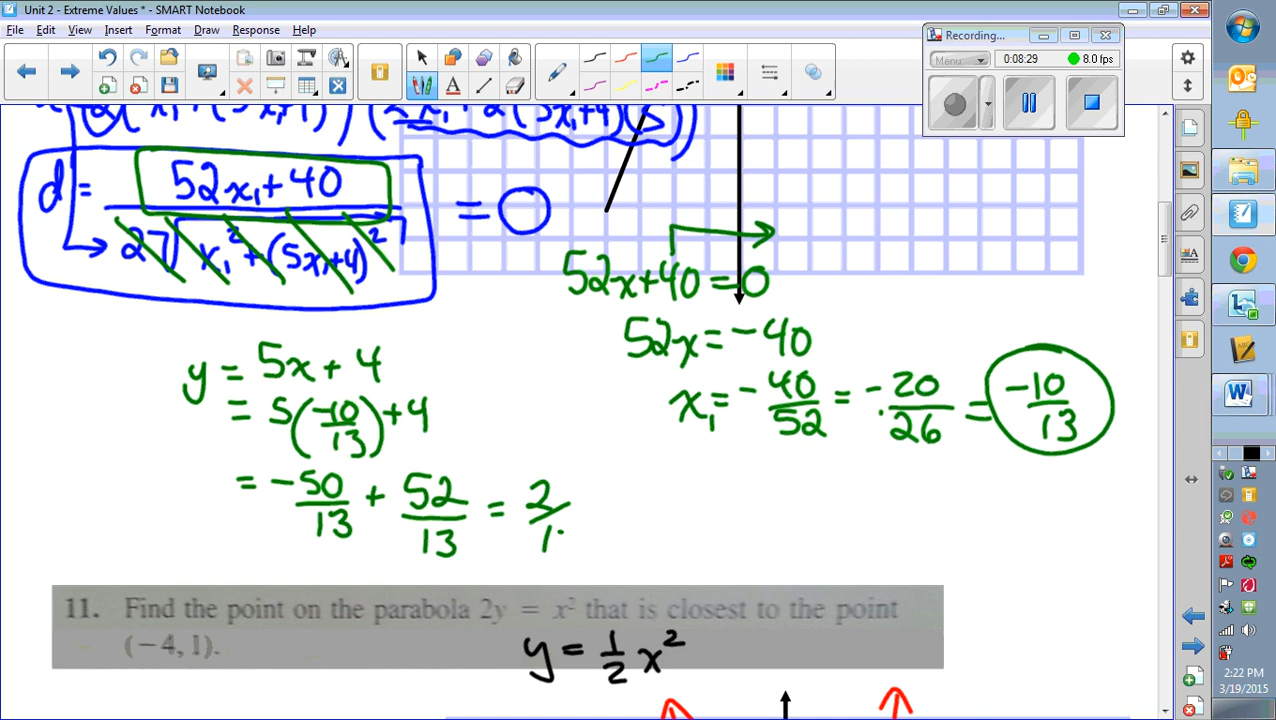 Unit 2 - Extreme Values * - SMART Notebook
File Edit View Insert Format Draw Response Help
Recording...
Menu
0:08:29
8.0 fps
d = 52x₁+40 / 2√x₁²+(5x₁+4)² = 0
52x+40=0
52x=-40
x₁=-40/52 = -20/26 = -10/13
y = 5x+4
= 5(-10/13)+4
= -50/13 + 52/13 = 2/1
11. Find the point on the parabola 2y = x² that is closest to the point
(−4, 1).
y = 1/2 x²
2:22 PM
3/19/2015